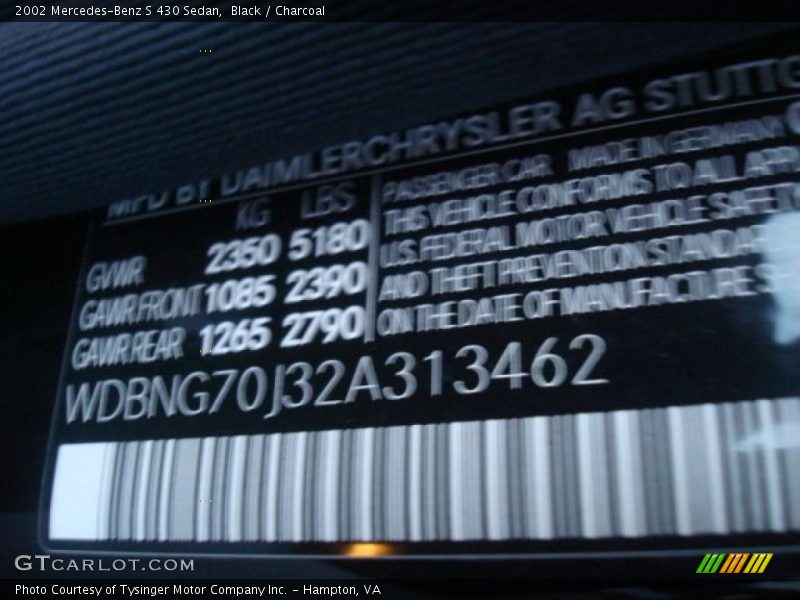 2002 Mercedes-Benz S 430 Sedan,  Black / Charcoal
MFD BY DAIMLERCHRYSLER AG STUTTG
KG LBS
GVWR 2350 5180
GAWR FRONT 1085 2390
GAWR REAR 1265 2790
PASSENGER CAR MADE IN GERMANY
THIS VEHICLE CONFORMS TO ALL APPL
U.S. FEDERAL MOTOR VEHICLE SAFETY
AND THEFT PREVENTION STANDAR
ON THE DATE OF MANUFACTURE
WDBNG70J32A313462
GTCARLOT.COM
Photo Courtesy of Tysinger Motor Company Inc. - Hampton, VA